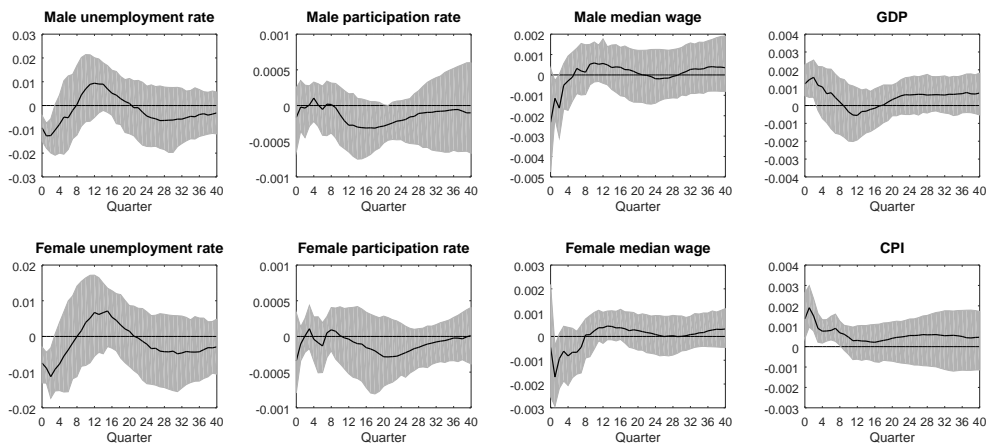 Male unemployment rate
0.03
0.02
0.01
0
-0.01
-0.02
-0.03
0 4 8 12 16 20 24 28 32 36 40
Quarter
Male participation rate
0.001
0.0005
0
-0.0005
-0.001
0 4 8 12 16 20 24 28 32 36 40
Quarter
Male median wage
0.002
0.001
0
-0.001
-0.002
-0.003
-0.004
-0.005
0 4 8 12 16 20 24 28 32 36 40
Quarter
GDP
0.004
0.003
0.002
0.001
0
-0.001
-0.002
-0.003
-0.004
0 4 8 12 16 20 24 28 32 36 40
Quarter
Female unemployment rate
0.02
0.01
0
-0.01
-0.02
0 4 8 12 16 20 24 28 32 36 40
Quarter
Female participation rate
0.001
0.0005
0
-0.0005
-0.001
0 4 8 12 16 20 24 28 32 36 40
Quarter
Female median wage
0.003
0.002
0.001
0
-0.001
-0.002
-0.003
0 4 8 12 16 20 24 28 32 36 40
Quarter
CPI
0.004
0.003
0.002
0.001
0
-0.001
-0.002
-0.003
0 4 8 12 16 20 24 28 32 36 40
Quarter